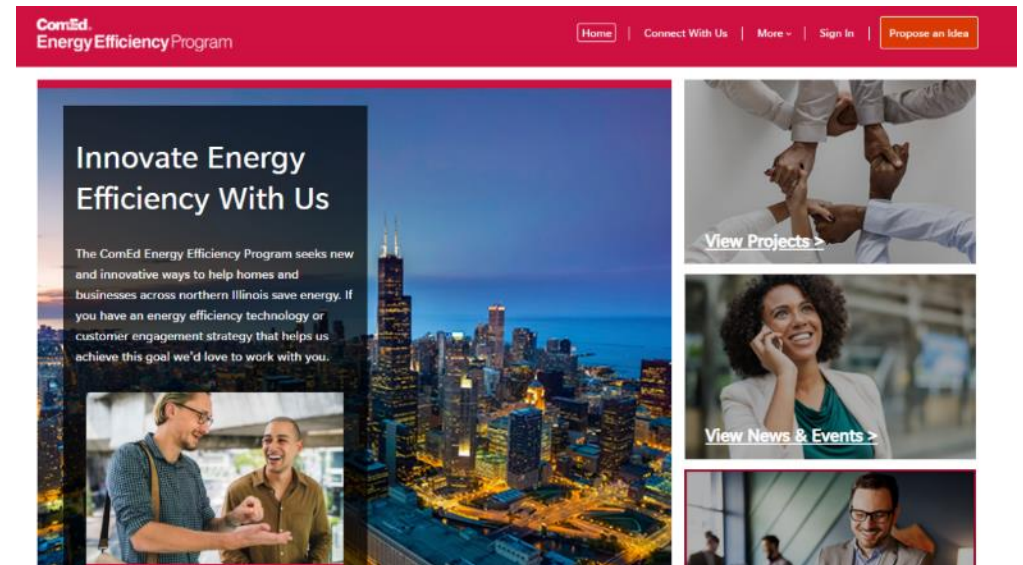 ComEd.
Energy Efficiency Program
Home | Connect With Us | More | Sign In | Propose an Idea
Innovate Energy
Efficiency With Us
The ComEd Energy Efficiency Program seeks new
and innovative ways to help homes and
businesses across northern Illinois save energy. If
you have an energy efficiency technology or
customer engagement strategy that helps us
achieve this goal we'd love to work with you.
View Projects >
View News & Events >